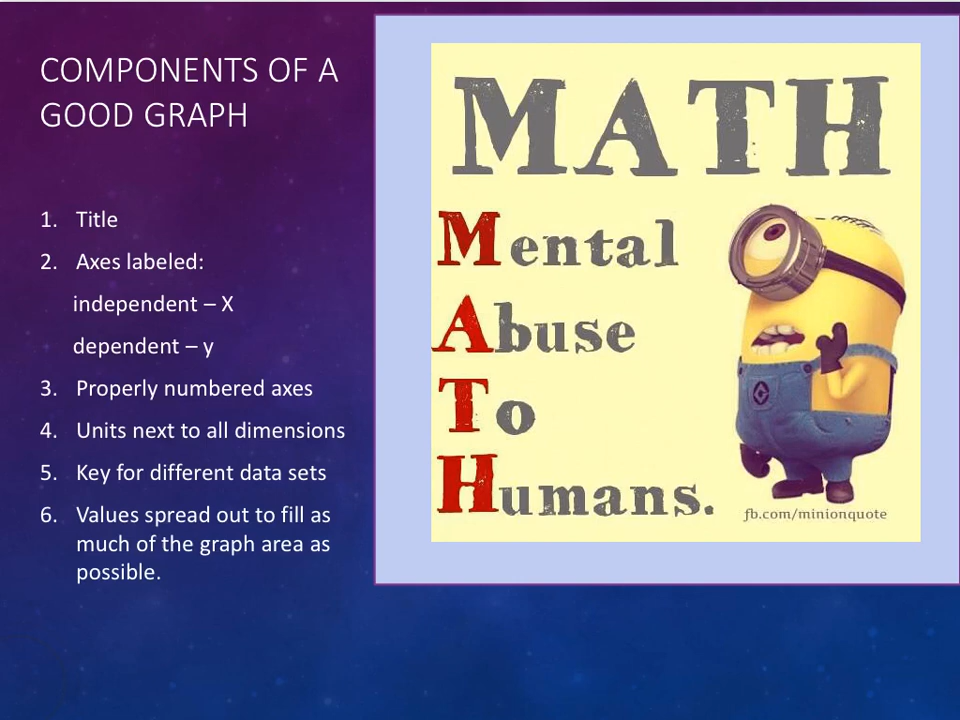 COMPONENTS OF A
GOOD GRAPH
1. Title
2. Axes labeled:
independent – X
dependent – y
3. Properly numbered axes
4. Units next to all dimensions
5. Key for different data sets
6. Values spread out to fill as
much of the graph area as
possible.
MATH
Mental
Abuse
To
Humans.
fb.com/minionquote